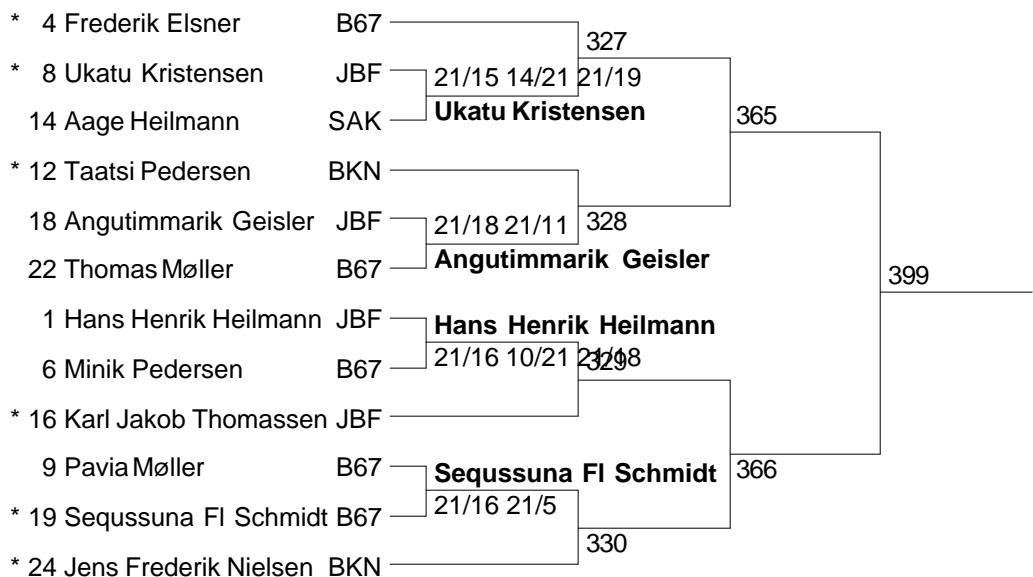 * 4 Frederik Elsner B67
327
* 8 Ukatu Kristensen JBF
21/15 14/21 21/19
14 Aage Heilmann SAK
Ukatu Kristensen
365
* 12 Taatsi Pedersen BKN
18 Angutimmarik Geisler JBF
21/18 21/11
328
22 Thomas Møller B67
Angutimmarik Geisler
399
1 Hans Henrik Heilmann JBF
Hans Henrik Heilmann
6 Minik Pedersen B67
21/16 10/21 21/18
329
* 16 Karl Jakob Thomassen JBF
9 Pavia Møller B67
Sequssuna Fl Schmidt
366
* 19 Sequssuna Fl Schmidt B67
21/16 21/5
330
* 24 Jens Frederik Nielsen BKN